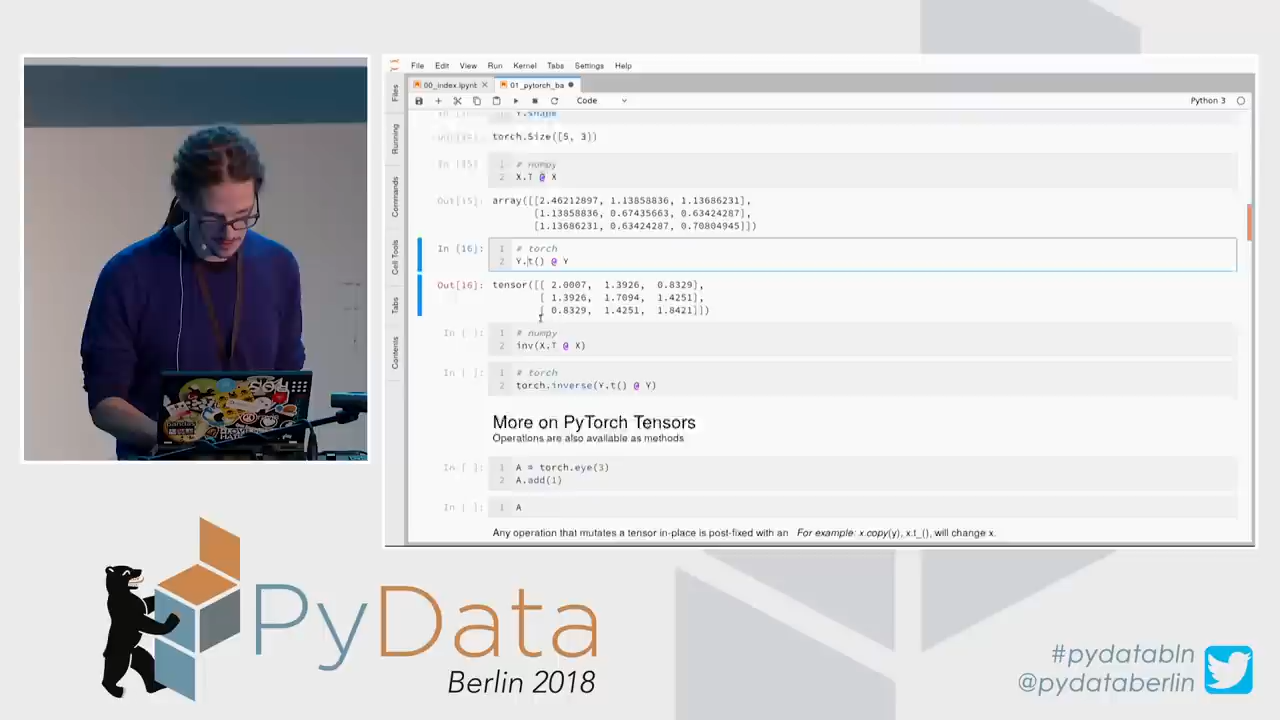 File Edit View Run Kernel Tabs Settings Help
00_index.ipynb 01_pytorch_ba
Code Python 3
Files
Running
Commands
Cell Tools
Tabs
Contents
Y.shape
torch.Size([5, 3])
In [15]: 1 # numpy
2 X.T @ X
Out[15]: array([[2.46212897, 1.13858836, 1.13686231],
[1.13858836, 0.67435663, 0.63424287],
[1.13686231, 0.63424287, 0.70804945]])
In [16]: 1 # torch
2 Y.t() @ Y
Out[16]: tensor([[ 2.0007, 1.3926, 0.8329],
[ 1.3926, 1.7094, 1.4251],
[ 0.8329, 1.4251, 1.8421]])
In [ ]: 1 # numpy
2 inv(X.T @ X)
In [ ]: 1 # torch
2 torch.inverse(Y.t() @ Y)
More on PyTorch Tensors
Operations are also available as methods
In [ ]: 1 A = torch.eye(3)
2 A.add(1)
In [ ]: 1 A
Any operation that mutates a tensor in-place is post-fixed with an For example: x.copy(y), x.t_(), will change x.
PyData
Berlin 2018
#pydatabln
@pydataberlin